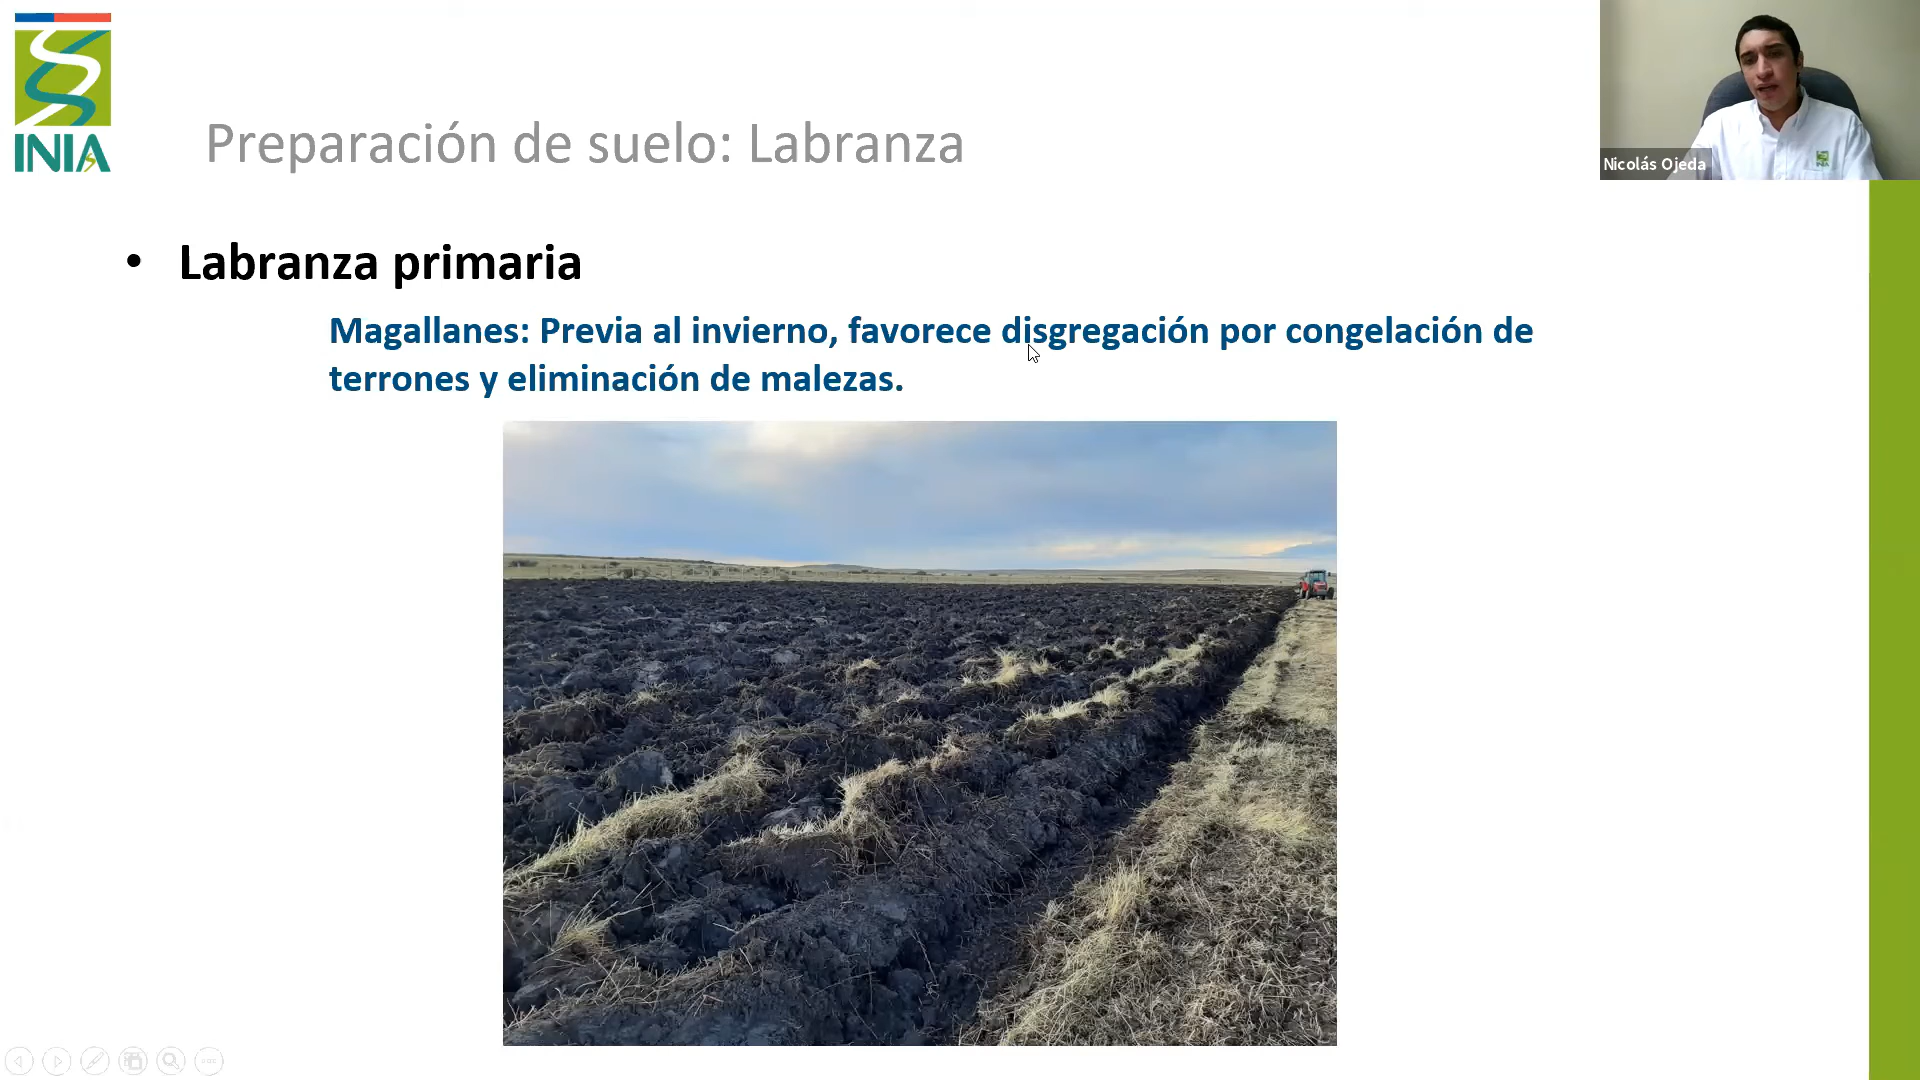 INIA
Preparación de suelo: Labranza
Nicolás Ojeda
• Labranza primaria
Magallanes: Previa al invierno, favorece disgregación por congelación de
terrones y eliminación de malezas.